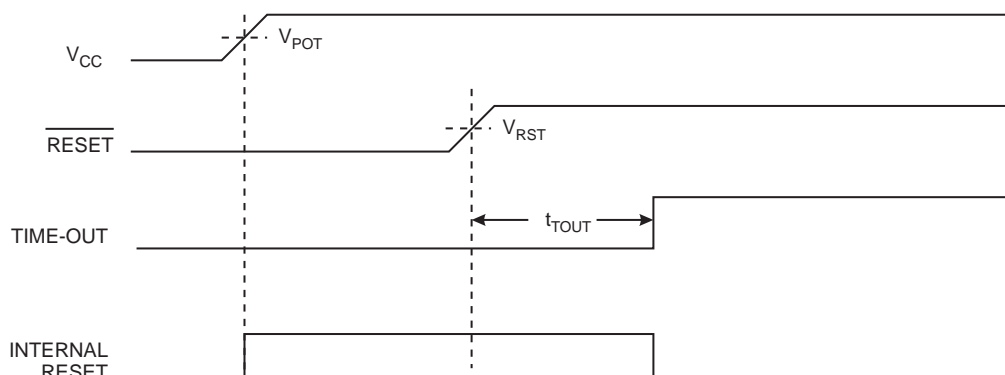 V_CC
V_POT
RESET
V_RST
TIME-OUT
t_TOUT
INTERNAL
RESET